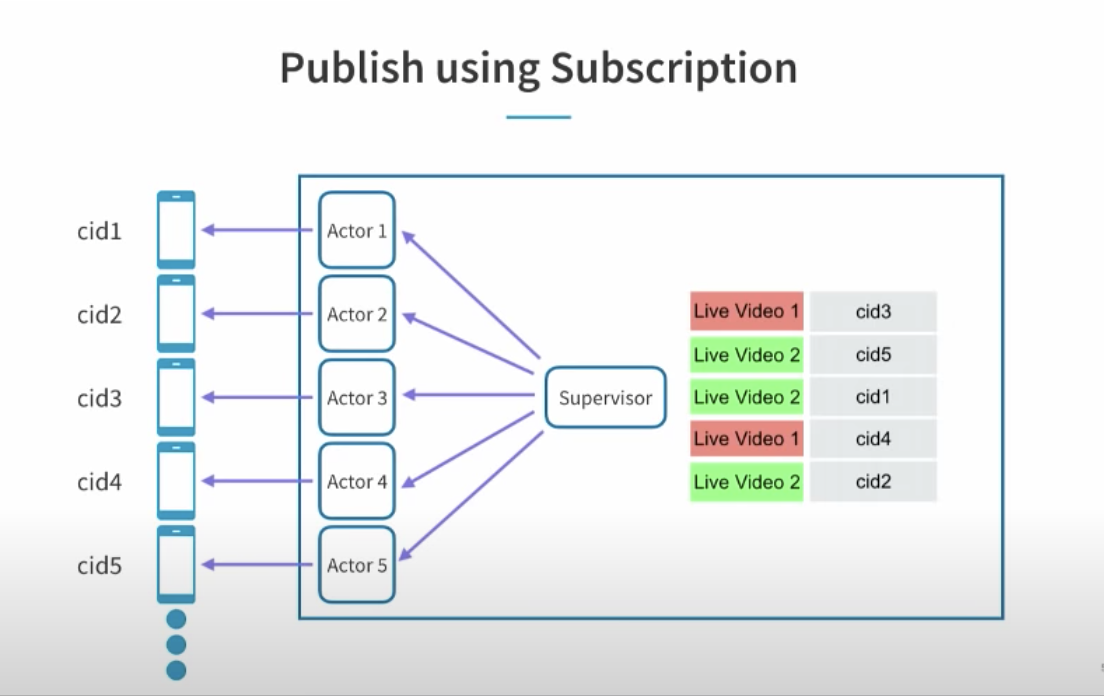 Publish using Subscription
cid1
Actor 1
cid2
Actor 2
cid3
Actor 3
cid4
Actor 4
cid5
Actor 5
Supervisor
Live Video 1 cid3
Live Video 2 cid5
Live Video 2 cid1
Live Video 1 cid4
Live Video 2 cid2